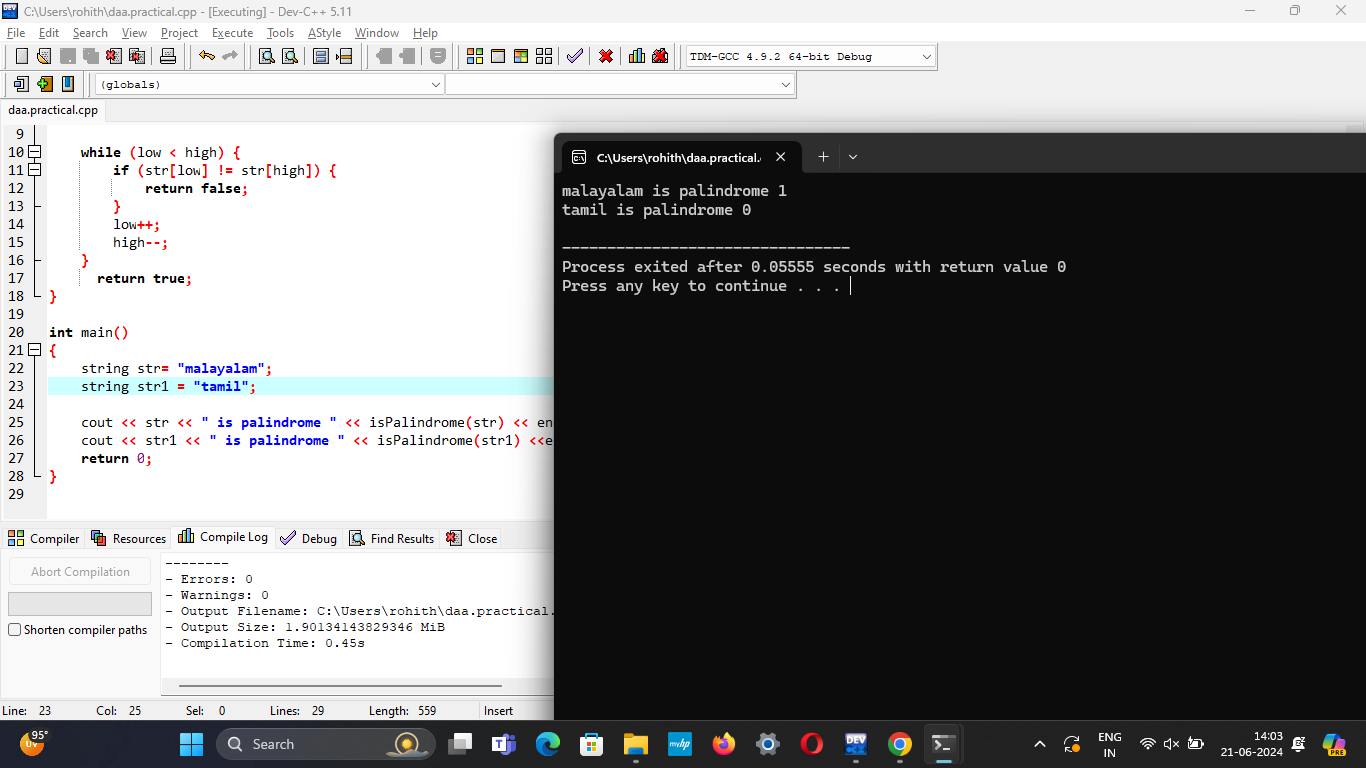 C:\Users\rohith\daa.practical.cpp - [Executing] - Dev-C++ 5.11
File Edit Search View Project Execute Tools AStyle Window Help
TDM-GCC 4.9.2 64-bit Debug
(globals)
daa.practical.cpp
9
10 while (low < high) {
11 if (str[low] != str[high]) {
12 return false;
13 }
14 low++;
15 high--;
16 }
17 return true;
18 }
19
20 int main()
21 {
22 string str= "malayalam";
23 string str1 = "tamil";
24
25 cout << str << " is palindrome " << isPalindrome(str) << en
26 cout << str1 << " is palindrome " << isPalindrome(str1) <<e
27 return 0;
28 }
29
C:\Users\rohith\daa.practical.
malayalam is palindrome 1
tamil is palindrome 0
--------------------------------
Process exited after 0.05555 seconds with return value 0
Press any key to continue . . .
Compiler Resources Compile Log Debug Find Results Close
Abort Compilation
Shorten compiler paths
--------
- Errors: 0
- Warnings: 0
- Output Filename: C:\Users\rohith\daa.practical.
- Output Size: 1.90134143829346 MiB
- Compilation Time: 0.45s
Line: 23 Col: 25 Sel: 0 Lines: 29 Length: 559 Insert
95°
UV
Search
myhp
DEV
ENG
IN
14:03
21-06-2024
PRE